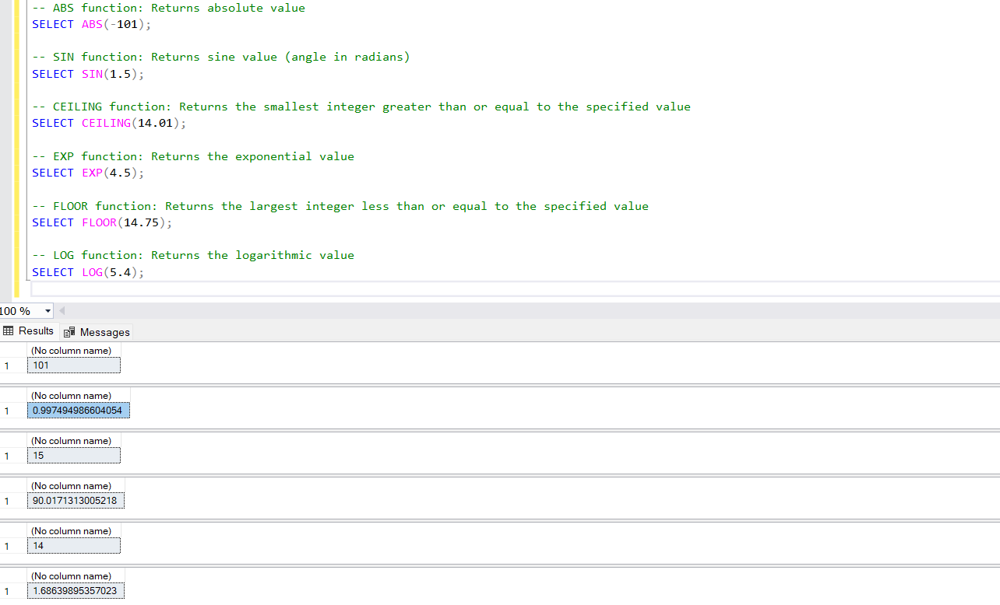 -- ABS function: Returns absolute value
SELECT ABS(-101);
-- SIN function: Returns sine value (angle in radians)
SELECT SIN(1.5);
-- CEILING function: Returns the smallest integer greater than or equal to the specified value
SELECT CEILING(14.01);
-- EXP function: Returns the exponential value
SELECT EXP(4.5);
-- FLOOR function: Returns the largest integer less than or equal to the specified value
SELECT FLOOR(14.75);
-- LOG function: Returns the logarithmic value
SELECT LOG(5.4);
100 %
Results Messages
(No column name)
1 101
(No column name)
1 0.997494986604054
(No column name)
1 15
(No column name)
1 90.0171313005218
(No column name)
1 14
(No column name)
1 1.68639895357023